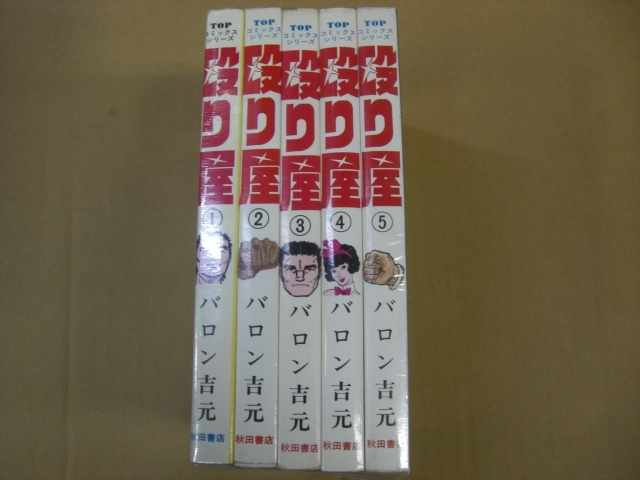 TOP
コミックス
シリーズ
殴り屋
①
バロン吉元
秋田書店
TOP
コミックス
シリーズ
殴り屋
②
バロン吉元
秋田書店
TOP
コミックス
シリーズ
殴り屋
③
バロン吉元
秋田書店
TOP
コミックス
シリーズ
殴り屋
④
バロン吉元
秋田書店
TOP
コミックス
シリーズ
殴り屋
⑤
バロン吉元
秋田書店